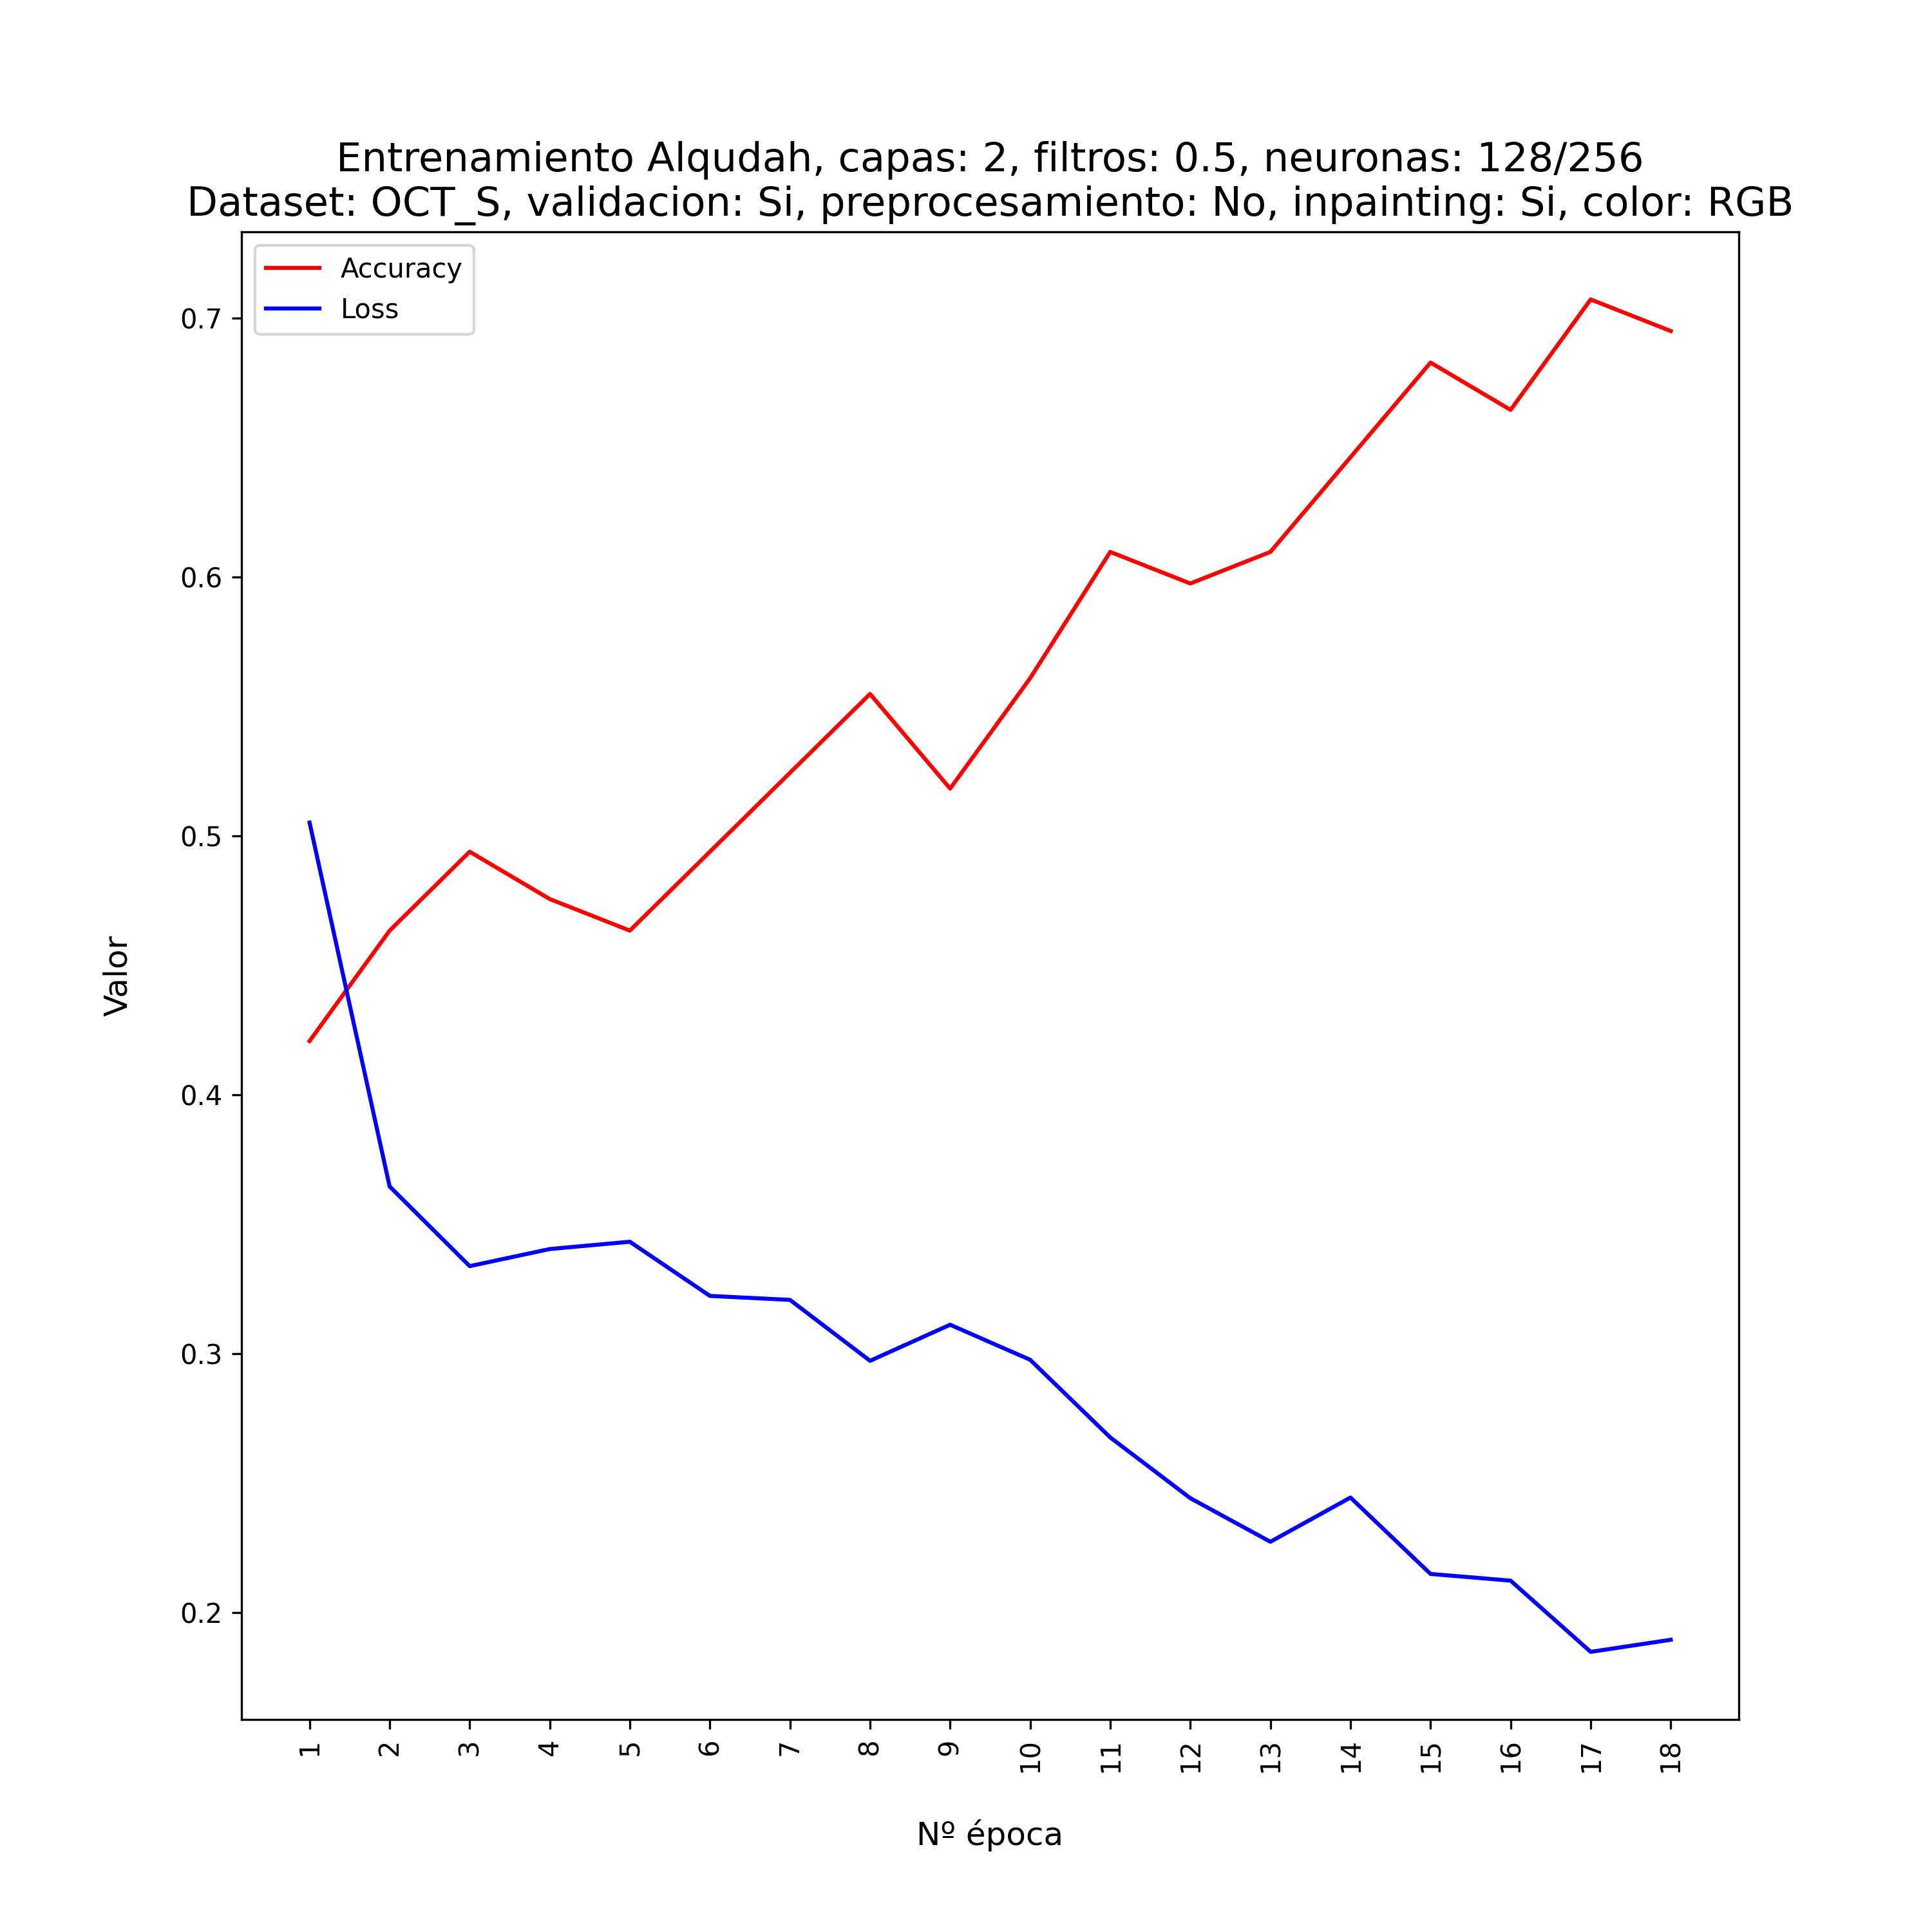 Entrenamiento Alqudah, capas: 2, filtros: 0.5, neuronas: 128/256
Dataset: OCT_S, validacion: Si, preprocesamiento: No, inpainting: Si, color: RGB
Accuracy
Loss
0.7
0.6
0.5
0.4
0.3
0.2
Valor
1 2 3 4 5 6 7 8 9 10 11 12 13 14 15 16 17 18
Nº época